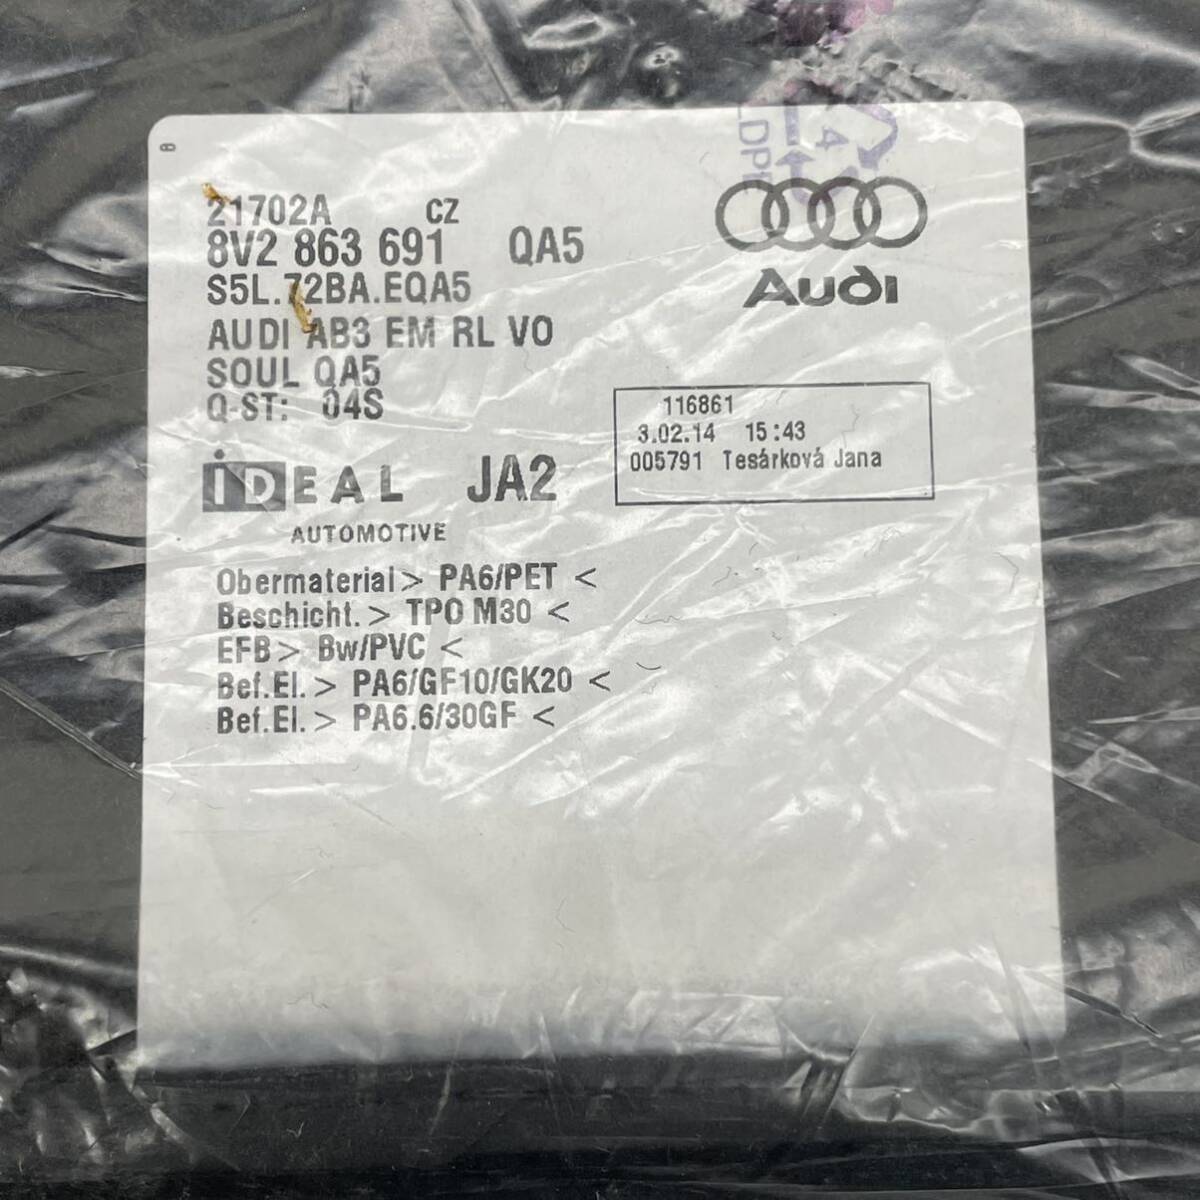 8
21702A CZ
8V2 863 691 QA5
S5L.72BA.EQA5
AUDI AB3 EM RL VO
SOUL QA5
Q-ST: 04S
Audi
116861
3.02.14 15:43
005791 Tesárková Jana
iDEAL JA2
AUTOMOTIVE
Obermaterial> PA6/PET <
Beschicht.> TPO M30 <
EFB> Bw/PVC <
Bef.El.> PA6/GF10/GK20 <
Bef.El.> PA6.6/30GF <
4